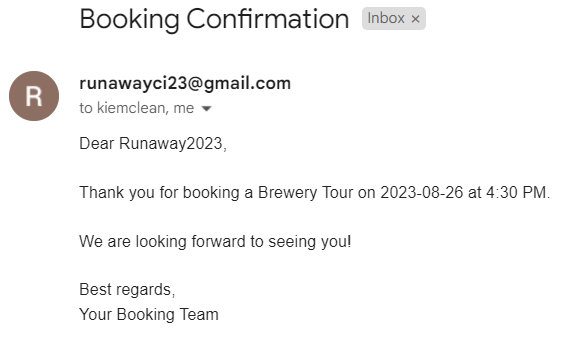 Booking Confirmation Inbox ×
R
runawayci23@gmail.com
to kiemclean, me
Dear Runaway2023,
Thank you for booking a Brewery Tour on 2023-08-26 at 4:30 PM.
We are looking forward to seeing you!
Best regards,
Your Booking Team